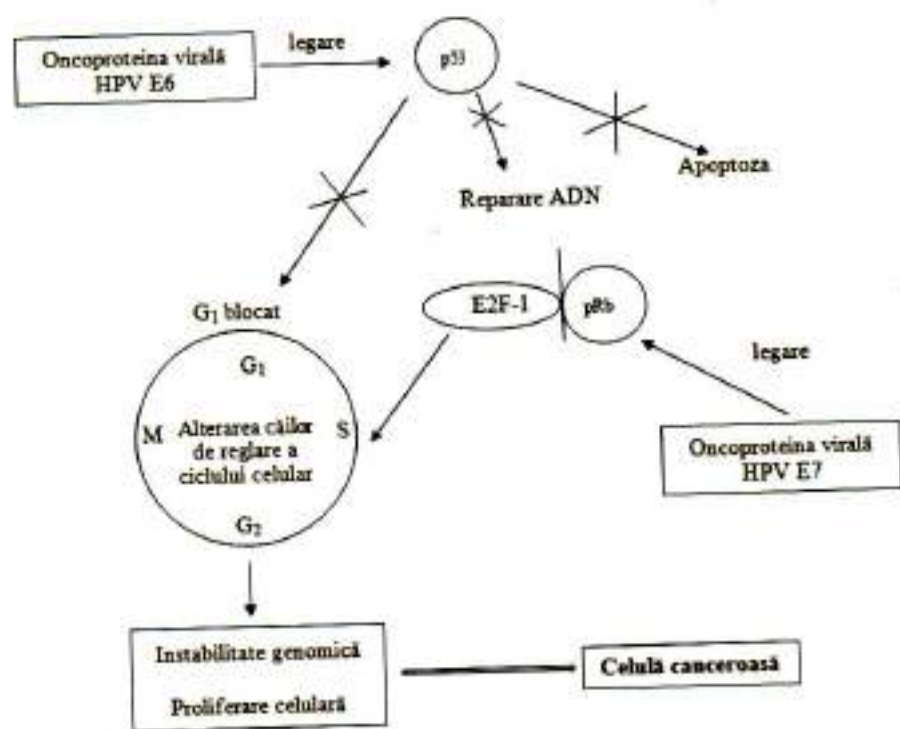 Oncoproteina virală
HPV E6
legare
p53
Apoptoza
Reparare ADN
G₁ blocat
E2F-1
pRb
legare
Oncoproteina virală
HPV E7
G₁
M
Alterarea căilor
de reglare a
ciclului celular
S
G₂
Instabilitate genomică
Proliferare celulară
Celulă canceroasă